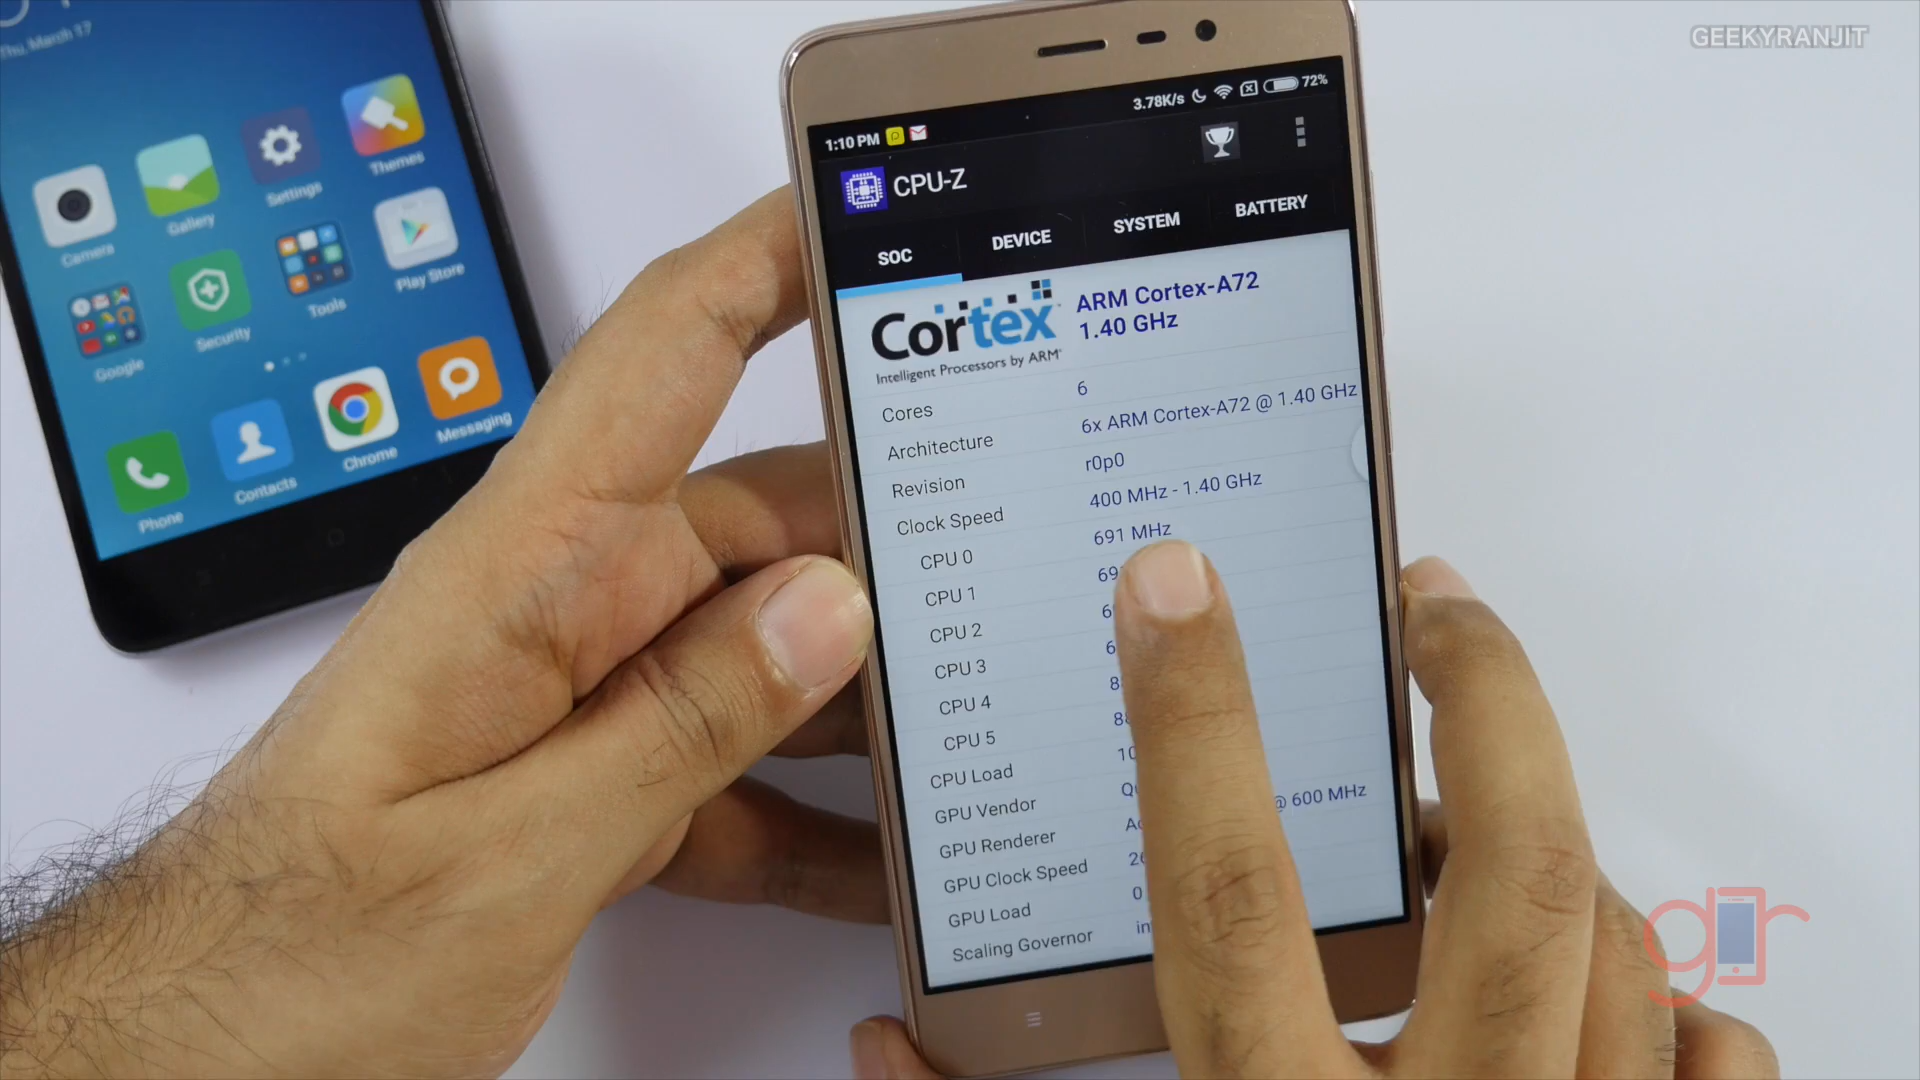 GEEKYRANJIT
Thu, March 17
Camera
Gallery
Settings
Themes
Google
Security
Tools
Play Store
Phone
Contacts
Chrome
Messaging
1:10 PM
3.78K/s
72%
CPU-Z
SOC
DEVICE
SYSTEM
BATTERY
Cortex
Intelligent Processors by ARM
ARM Cortex-A72
1.40 GHz
Cores 6
Architecture 6x ARM Cortex-A72 @ 1.40 GHz
Revision r0p0
Clock Speed 400 MHz - 1.40 GHz
CPU 0 691 MHz
CPU 1
CPU 2
CPU 3
CPU 4
CPU 5
CPU Load
GPU Vendor
GPU Renderer @ 600 MHz
GPU Clock Speed
GPU Load 0
Scaling Governor
gr